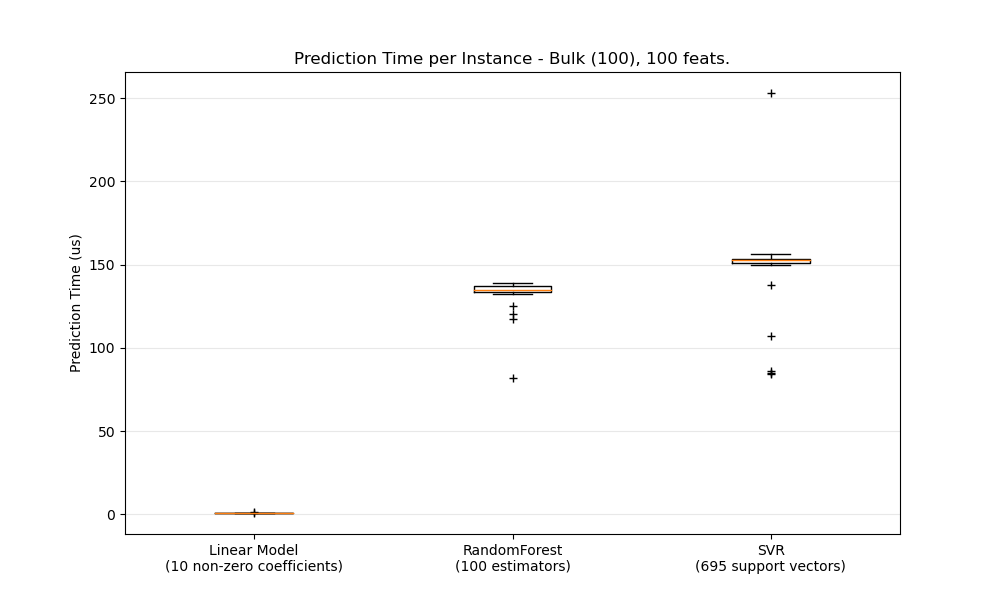 Prediction Time per Instance - Bulk (100), 100 feats.
Prediction Time (us)
250
200
150
100
50
0
Linear Model
(10 non-zero coefficients)
RandomForest
(100 estimators)
SVR
(695 support vectors)